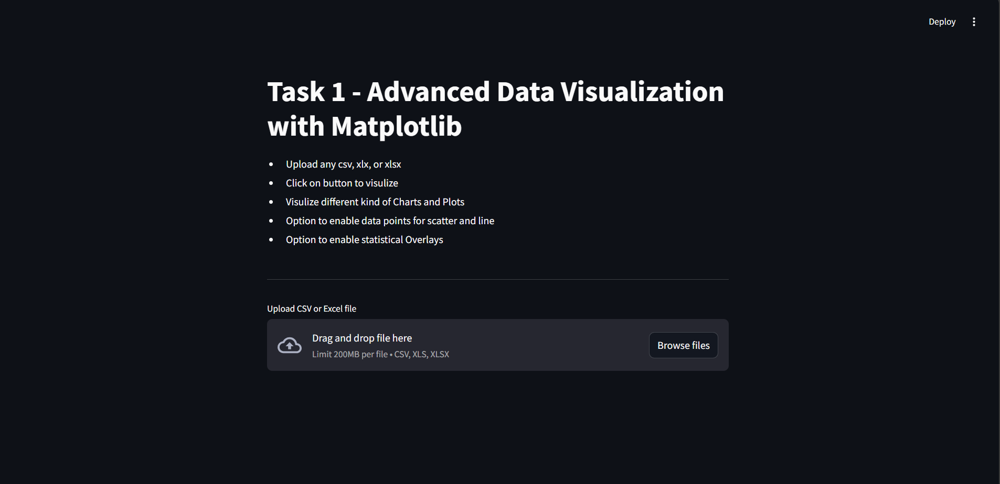 Deploy
Task 1 - Advanced Data Visualization
with Matplotlib
• Upload any csv, xlx, or xlsx
• Click on button to visulize
• Visulize different kind of Charts and Plots
• Option to enable data points for scatter and line
• Option to enable statistical Overlays
Upload CSV or Excel file
Drag and drop file here
Limit 200MB per file • CSV, XLS, XLSX
Browse files